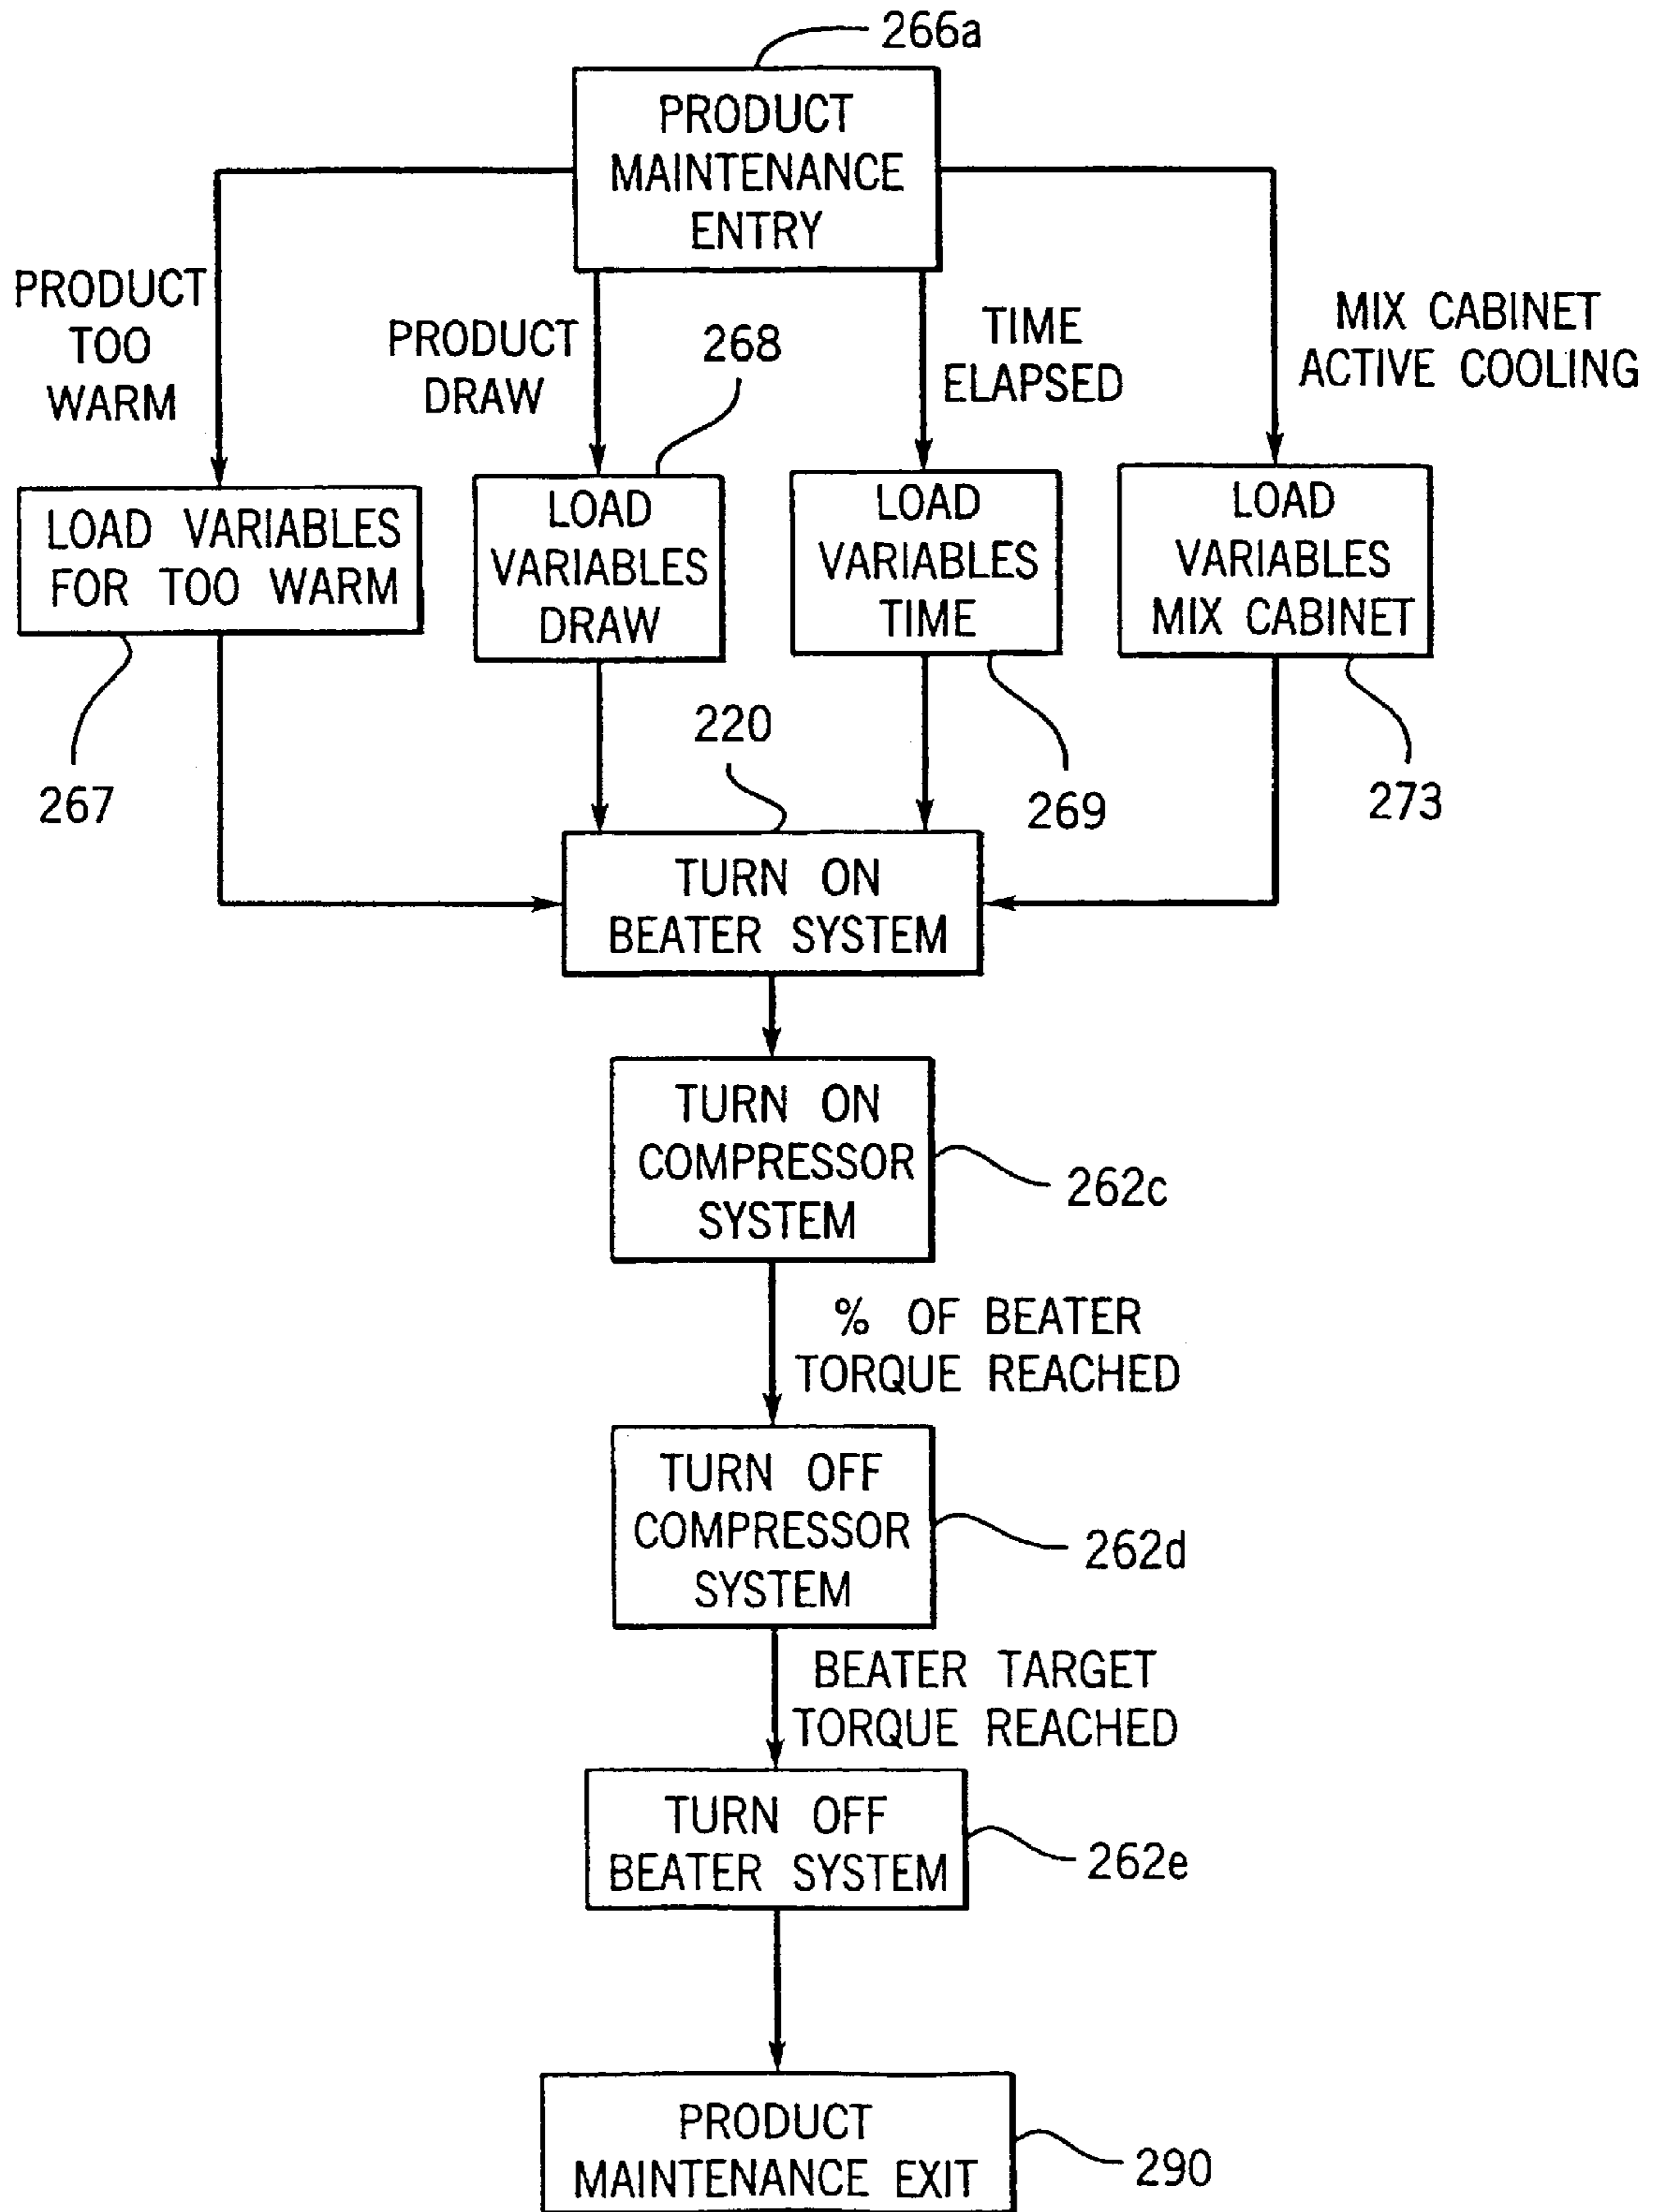 266a
PRODUCT
MAINTENANCE
ENTRY
PRODUCT
TOO
WARM
PRODUCT
DRAW
268
TIME
ELAPSED
MIX CABINET
ACTIVE COOLING
LOAD VARIABLES
FOR TOO WARM
LOAD
VARIABLES
DRAW
LOAD
VARIABLES
TIME
LOAD
VARIABLES
MIX CABINET
267
220
269
273
TURN ON
BEATER SYSTEM
TURN ON
COMPRESSOR
SYSTEM
262c
% OF BEATER
TORQUE REACHED
TURN OFF
COMPRESSOR
SYSTEM
262d
BEATER TARGET
TORQUE REACHED
TURN OFF
BEATER SYSTEM
262e
PRODUCT
MAINTENANCE EXIT
290